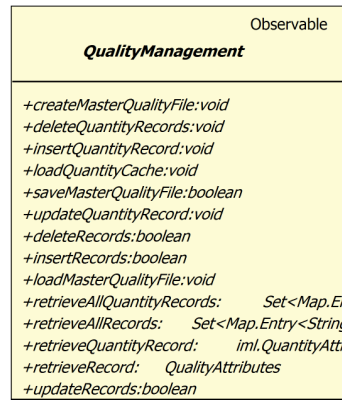 Observable
QualityManagement
+createMasterQualityFile:void
+deleteQuantityRecords:void
+insertQuantityRecord:void
+loadQuantityCache:void
+saveMasterQualityFile:boolean
+updateQuantityRecord:void
+deleteRecords:boolean
+insertRecords:boolean
+loadMasterQualityFile:void
+retrieveAllQuantityRecords: Set<Map.E
+retrieveAllRecords: Set<Map.Entry<String
+retrieveQuantityRecord: iml.QuantityAttr
+retrieveRecord: QualityAttributes
+updateRecords:boolean